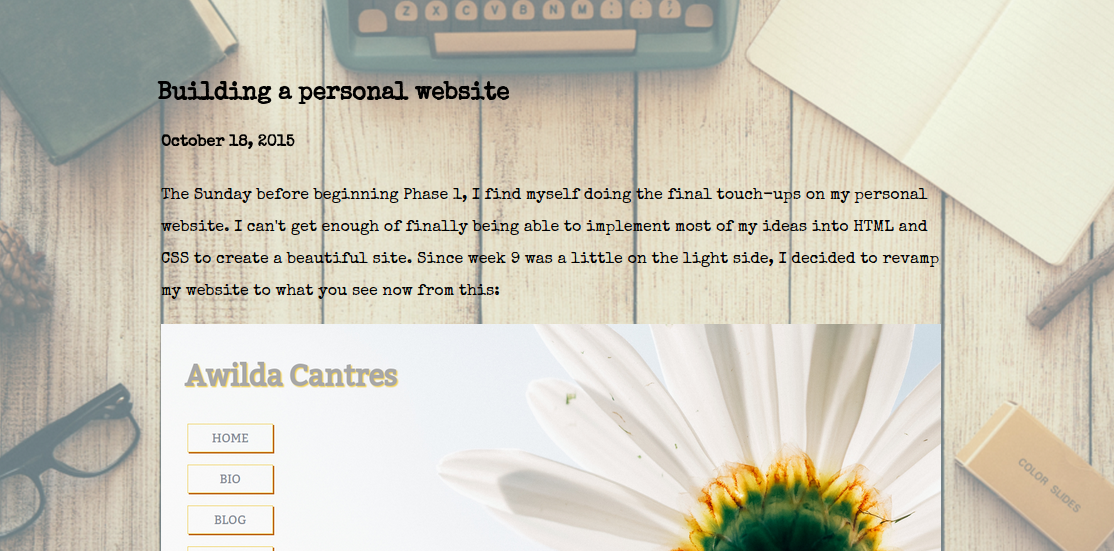 Z X C V B N M
Building a personal website
October 18, 2015
The Sunday before beginning Phase 1, I find myself doing the final touch-ups on my personal
website. I can't get enough of finally being able to implement most of my ideas into HTML and
CSS to create a beautiful site. Since week 9 was a little on the light side, I decided to revamp
my website to what you see now from this:
Awilda Cantres
HOME
BIO
BLOG
COLOR SLIDES